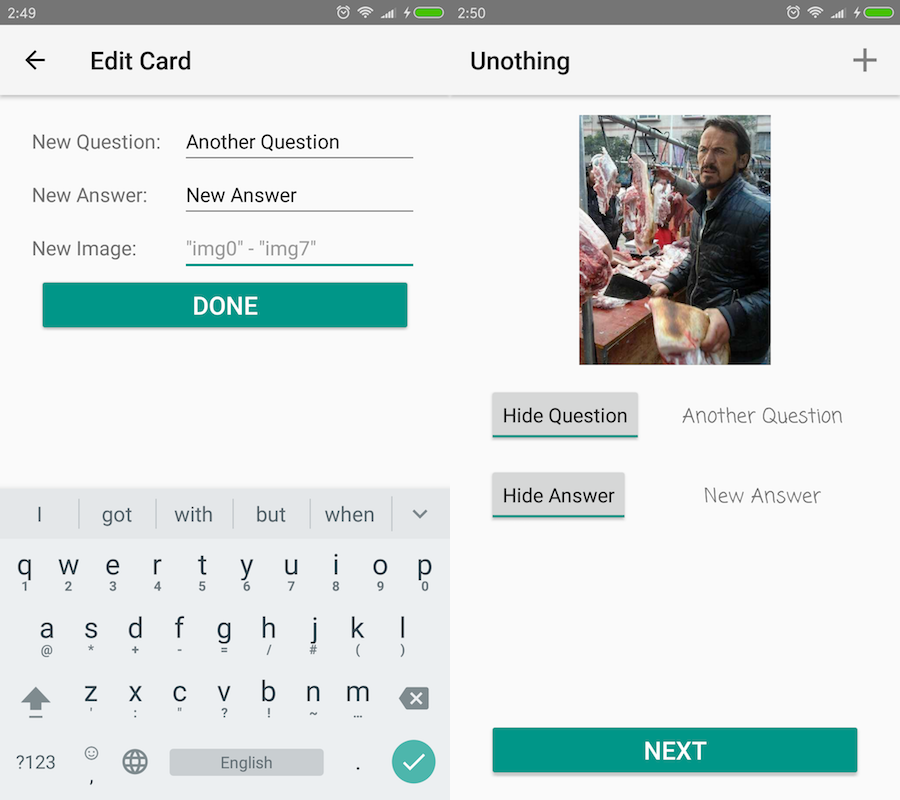 2:49
Edit Card
New Question: Another Question
New Answer: New Answer
New Image: "img0" - "img7"
DONE
I got with but when
q w e r t y u i o p
1 2 3 4 5 6 7 8 9 0
a s d f g h j k l
@ * + - = / # ( )
z x c v b n m
' : " ? ! ~ …
?123 , English .
2:50
Unothing
Hide Question Another Question
Hide Answer New Answer
NEXT